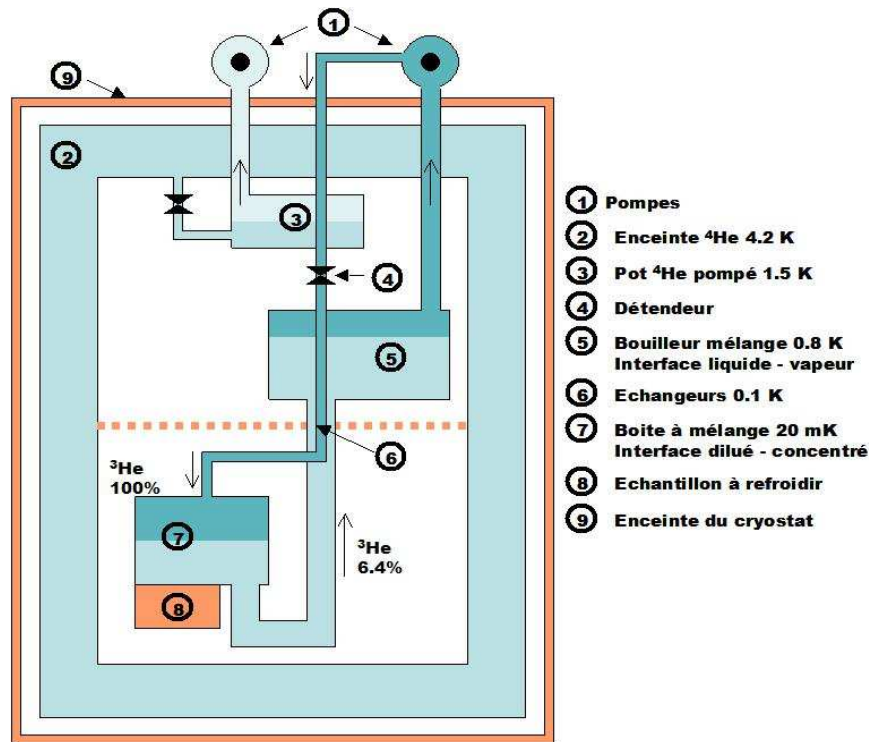 1
9
2
3
4
5
6
³He
100%
7
³He
6.4%
8
1 Pompes
2 Enceinte ⁴He 4.2 K
3 Pot ⁴He pompé 1.5 K
4 Détendeur
5 Bouilleur mélange 0.8 K
Interface liquide - vapeur
6 Echangeurs 0.1 K
7 Boite à mélange 20 mK
Interface dilué - concentré
8 Echantillon à refroidir
9 Enceinte du cryostat